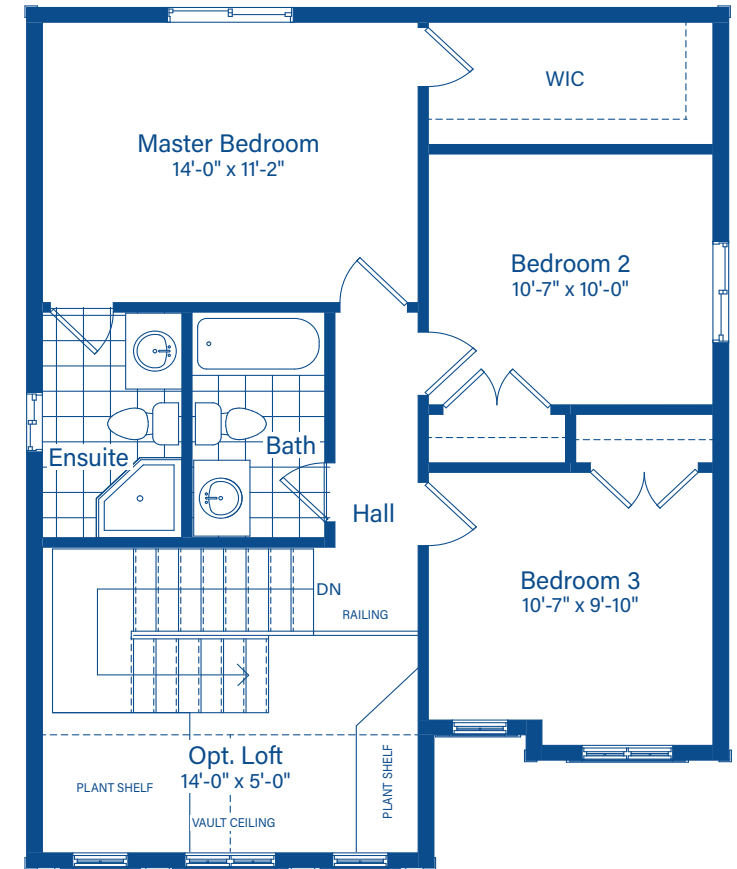 WIC
Master Bedroom
14'-0" x 11'-2"
Bedroom 2
10'-7" x 10'-0"
Bath
Ensuite
Hall
Bedroom 3
10'-7" x 9'-10"
DN
RAILING
Opt. Loft
14'-0" x 5'-0"
PLANT SHELF
PLANT SHELF
VAULT CEILING